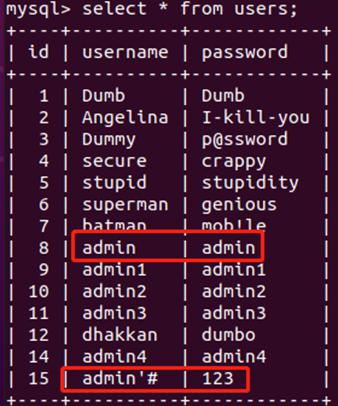 mysql> select * from users;
+----+----------+------------+
| id | username | password |
+----+----------+------------+
| 1 | Dumb | Dumb |
| 2 | Angelina | I-kill-you |
| 3 | Dummy | p@ssword |
| 4 | secure | crappy |
| 5 | stupid | stupidity |
| 6 | superman | genious |
| 7 | batman | mob!le |
| 8 | admin | admin |
| 9 | admin1 | admin1 |
| 10 | admin2 | admin2 |
| 11 | admin3 | admin3 |
| 12 | dhakkan | dumbo |
| 14 | admin4 | admin4 |
| 15 | admin'# | 123 |
+----+----------+------------+